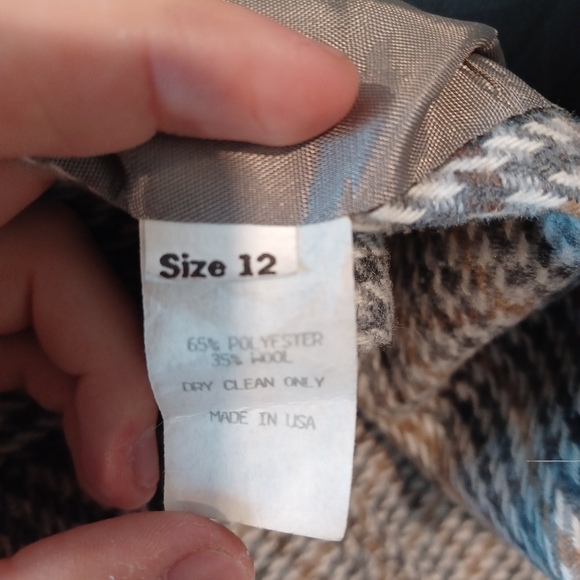 Size 12
65% POLYESTER
35% WOOL
DRY CLEAN ONLY
MADE IN USA